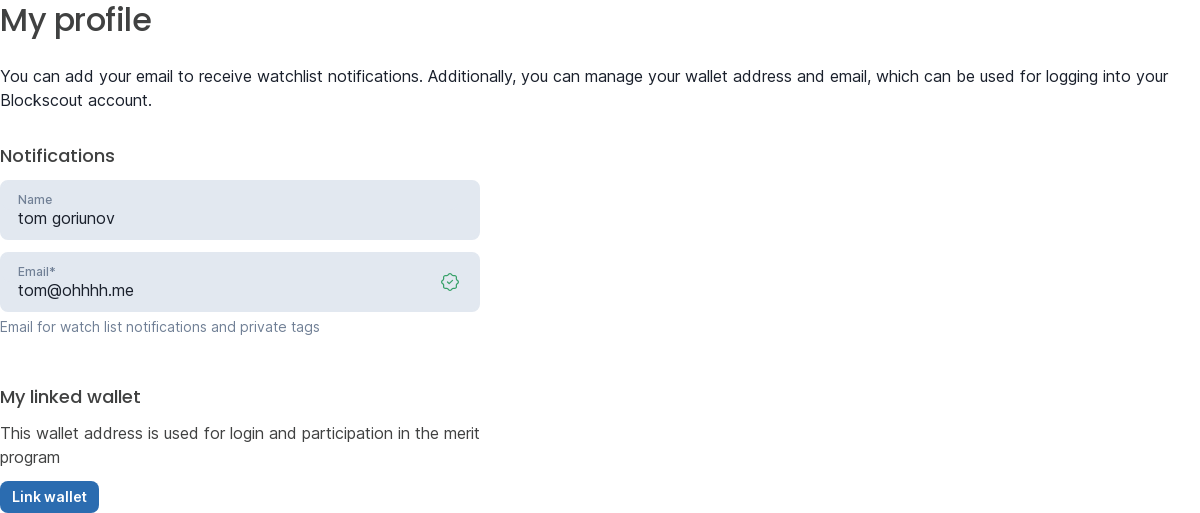 My profile
You can add your email to receive watchlist notifications. Additionally, you can manage your wallet address and email, which can be used for logging into your
Blockscout account.
Notifications
Name
tom goriunov
Email*
tom@ohhhh.me
Email for watch list notifications and private tags
My linked wallet
This wallet address is used for login and participation in the merit
program
Link wallet